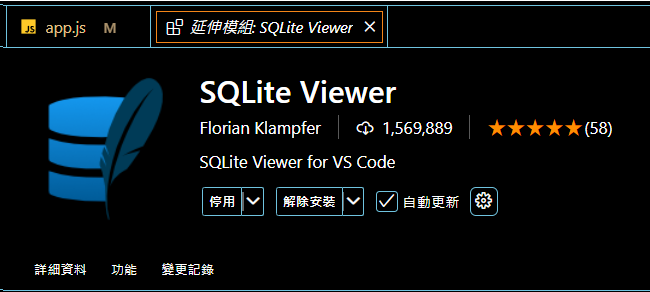 JS app.js M 延伸模組: SQLite Viewer
SQLite Viewer
Florian Klampfer 1,569,889 (58)
SQLite Viewer for VS Code
停用 解除安裝 自動更新
詳細資料 功能 變更記錄